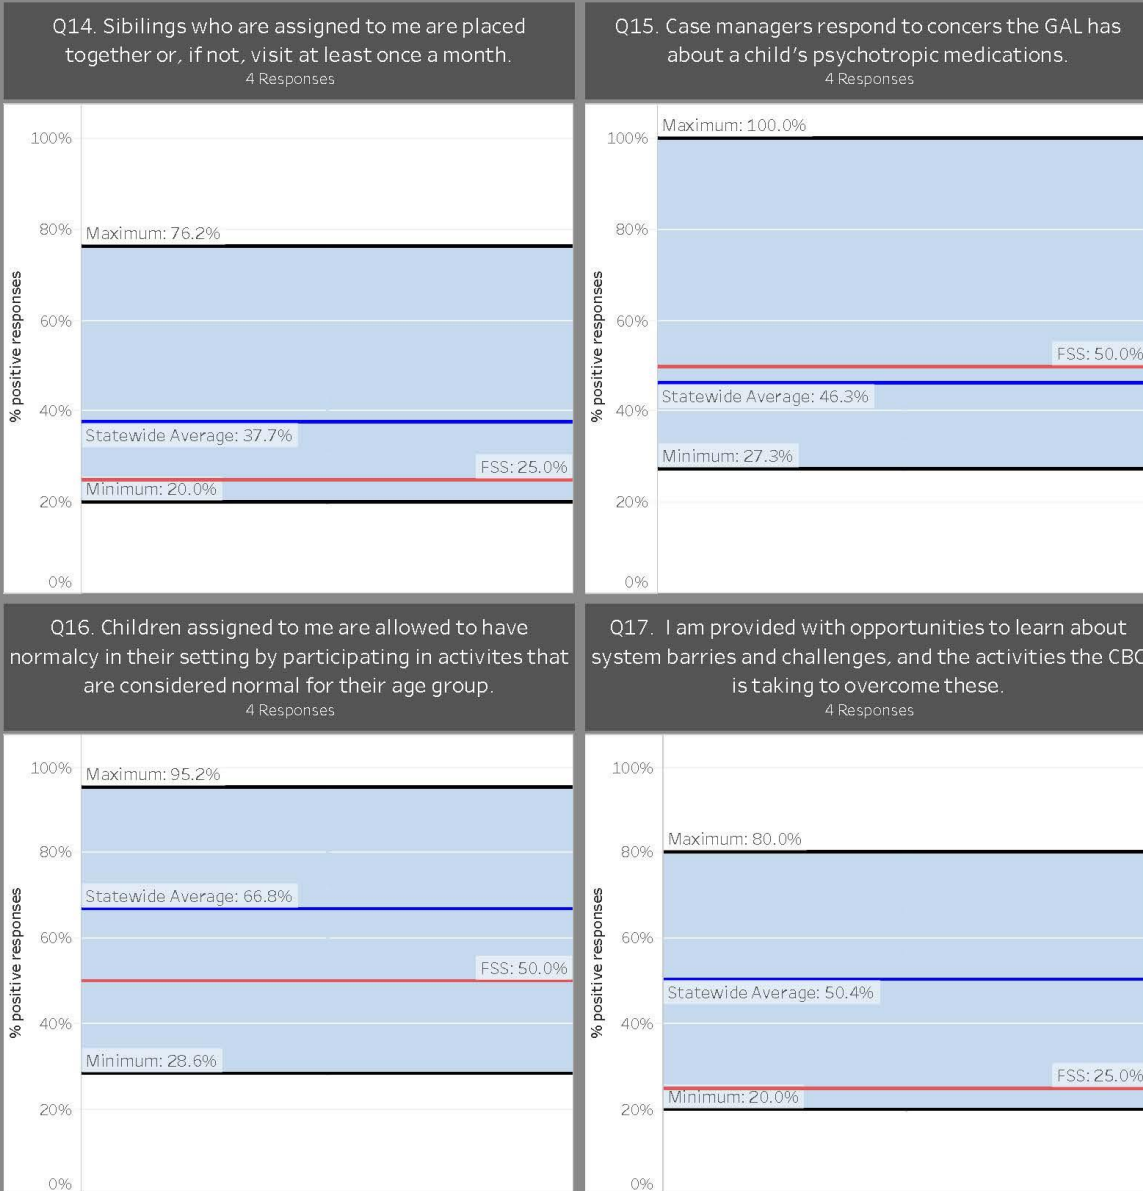 Q14. Sibilings who are assigned to me are placed
together or, if not, visit at least once a month.
4 Responses
% positive responses
100%
80%
60%
40%
20%
0%
Maximum: 76.2%
Statewide Average: 37.7%
FSS: 25.0%
Minimum: 20.0%
Q15. Case managers respond to concers the GAL has
about a child's psychotropic medications.
4 Responses
% positive responses
100%
80%
60%
40%
20%
0%
Maximum: 100.0%
FSS: 50.0%
Statewide Average: 46.3%
Minimum: 27.3%
Q16. Children assigned to me are allowed to have
normalcy in their setting by participating in activites that
are considered normal for their age group.
4 Responses
% positive responses
100%
80%
60%
40%
20%
0%
Maximum: 95.2%
Statewide Average: 66.8%
FSS: 50.0%
Minimum: 28.6%
Q17. I am provided with opportunities to learn about
system barries and challenges, and the activities the CBC
is taking to overcome these.
4 Responses
% positive responses
100%
80%
60%
40%
20%
0%
Maximum: 80.0%
Statewide Average: 50.4%
FSS: 25.0%
Minimum: 20.0%